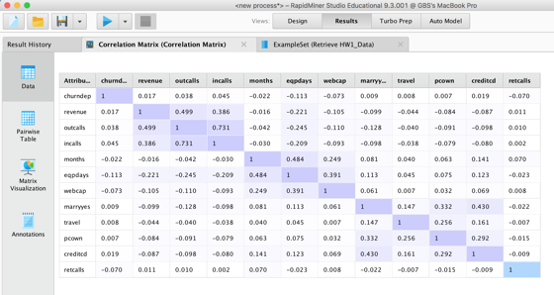 <new process*> – RapidMiner Studio Educational 9.3.001 @ GBS's MacBook Pro
Views: Design Results Turbo Prep Auto Model
Result History Correlation Matrix (Correlation Matrix) ExampleSet (Retrieve HW1_Data)
Data
Pairwise Table
Matrix Visualization
Annotations
Attribu... churnd... revenue outcalls incalls months eqpdays webcap marryy... travel pcown creditcd retcalls
churndep 1 0.017 0.038 0.045 -0.022 -0.113 -0.073 0.009 0.008 0.007 0.019 -0.070
revenue 0.017 1 0.499 0.386 -0.016 -0.221 -0.105 -0.099 -0.044 -0.084 -0.087 0.011
outcalls 0.038 0.499 1 0.731 -0.042 -0.245 -0.110 -0.128 -0.040 -0.091 -0.098 0.010
incalls 0.045 0.386 0.731 1 -0.030 -0.209 -0.093 -0.098 -0.038 -0.079 -0.080 0.002
months -0.022 -0.016 -0.042 -0.030 1 0.484 0.249 0.081 0.040 0.063 0.141 0.070
eqpdays -0.113 -0.221 -0.245 -0.209 0.484 1 0.391 0.113 0.045 0.075 0.123 -0.023
webcap -0.073 -0.105 -0.110 -0.093 0.249 0.391 1 0.061 0.007 0.032 0.069 0.008
marryyes 0.009 -0.099 -0.128 -0.098 0.081 0.113 0.061 1 0.147 0.332 0.430 -0.022
travel 0.008 -0.044 -0.040 -0.038 0.040 0.045 0.007 0.147 1 0.256 0.161 -0.007
pcown 0.007 -0.084 -0.091 -0.079 0.063 0.075 0.032 0.332 0.256 1 0.292 -0.015
creditcd 0.019 -0.087 -0.098 -0.080 0.141 0.123 0.069 0.430 0.161 0.292 1 -0.009
retcalls -0.070 0.011 0.010 0.002 0.070 -0.023 0.008 -0.022 -0.007 -0.015 -0.009 1